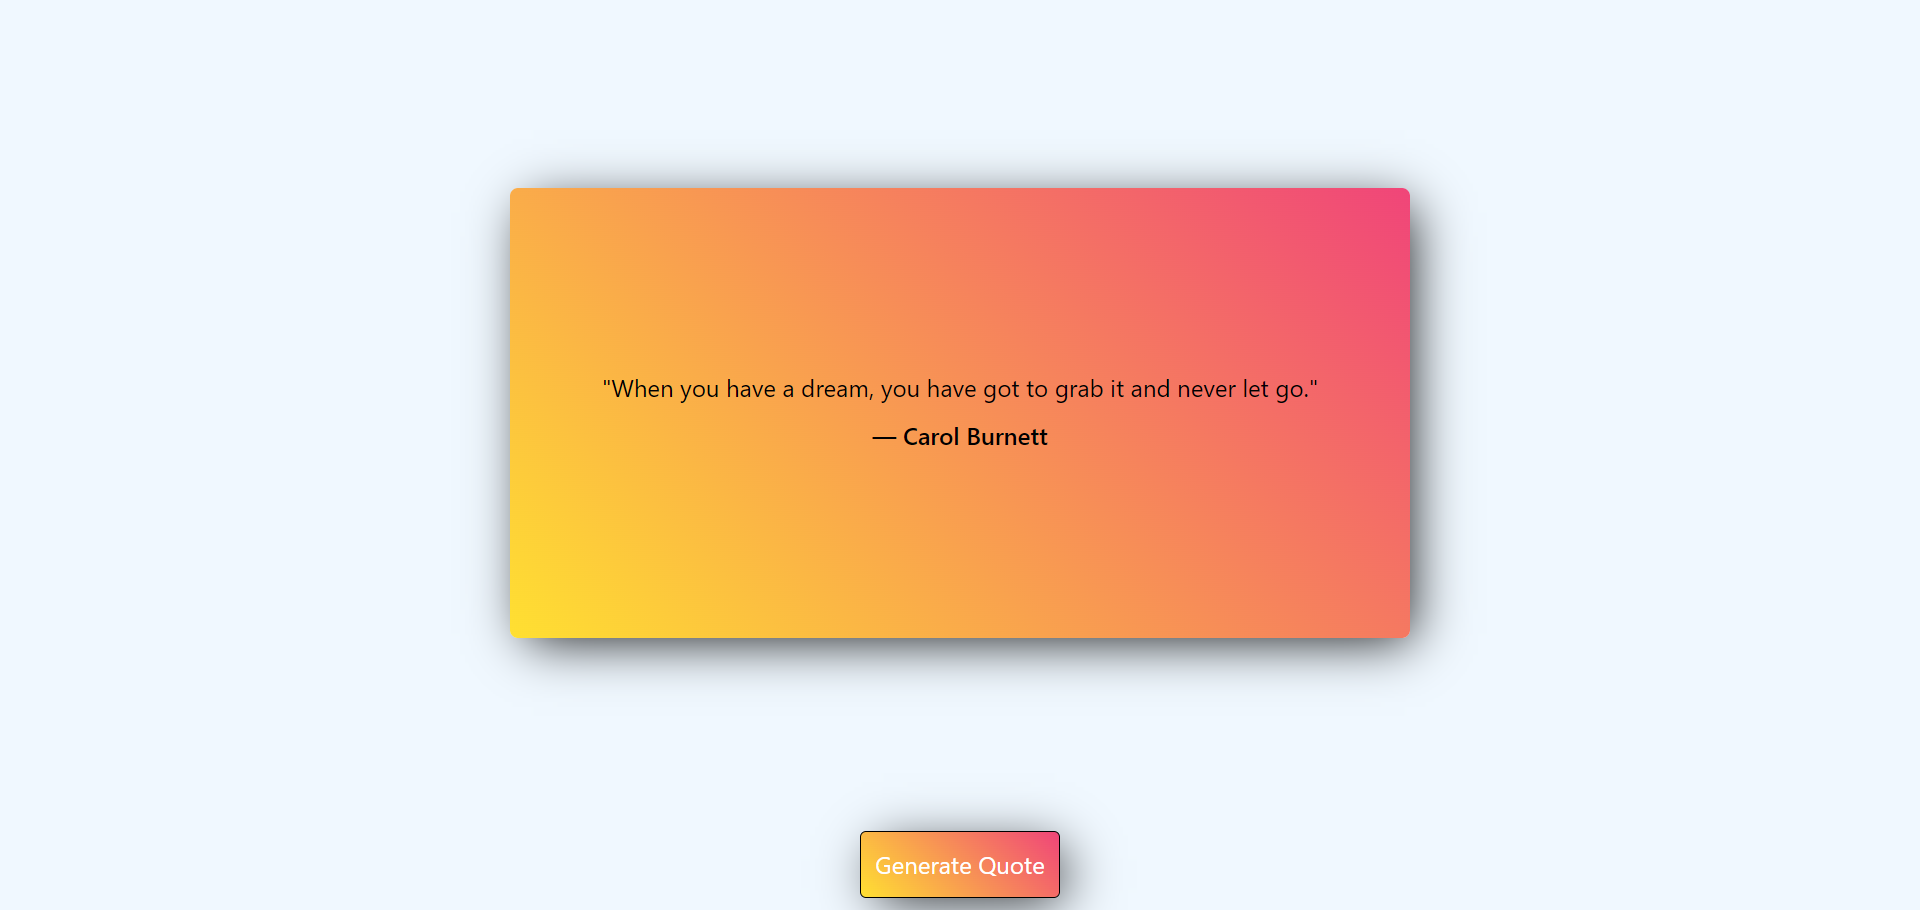 "When you have a dream, you have got to grab it and never let go."
— Carol Burnett
Generate Quote